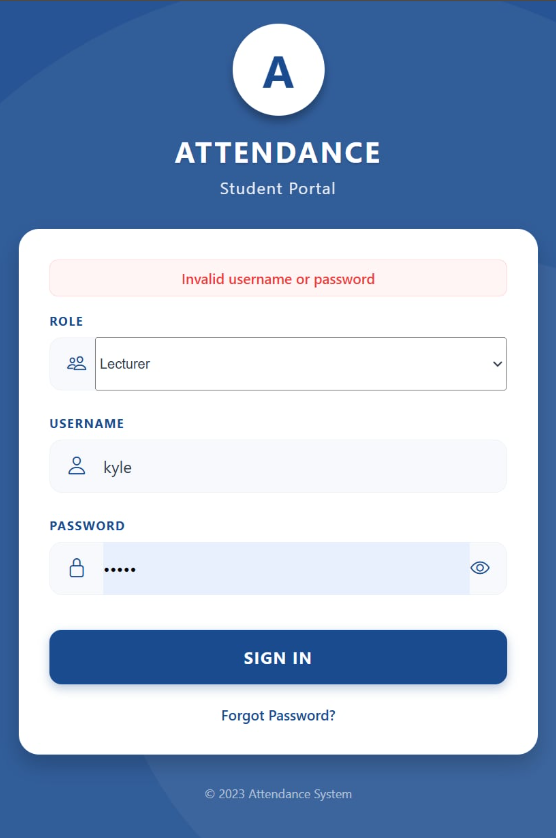 A
ATTENDANCE
Student Portal
Invalid username or password
ROLE
Lecturer
USERNAME
kyle
PASSWORD
•••••
SIGN IN
Forgot Password?
© 2023 Attendance System